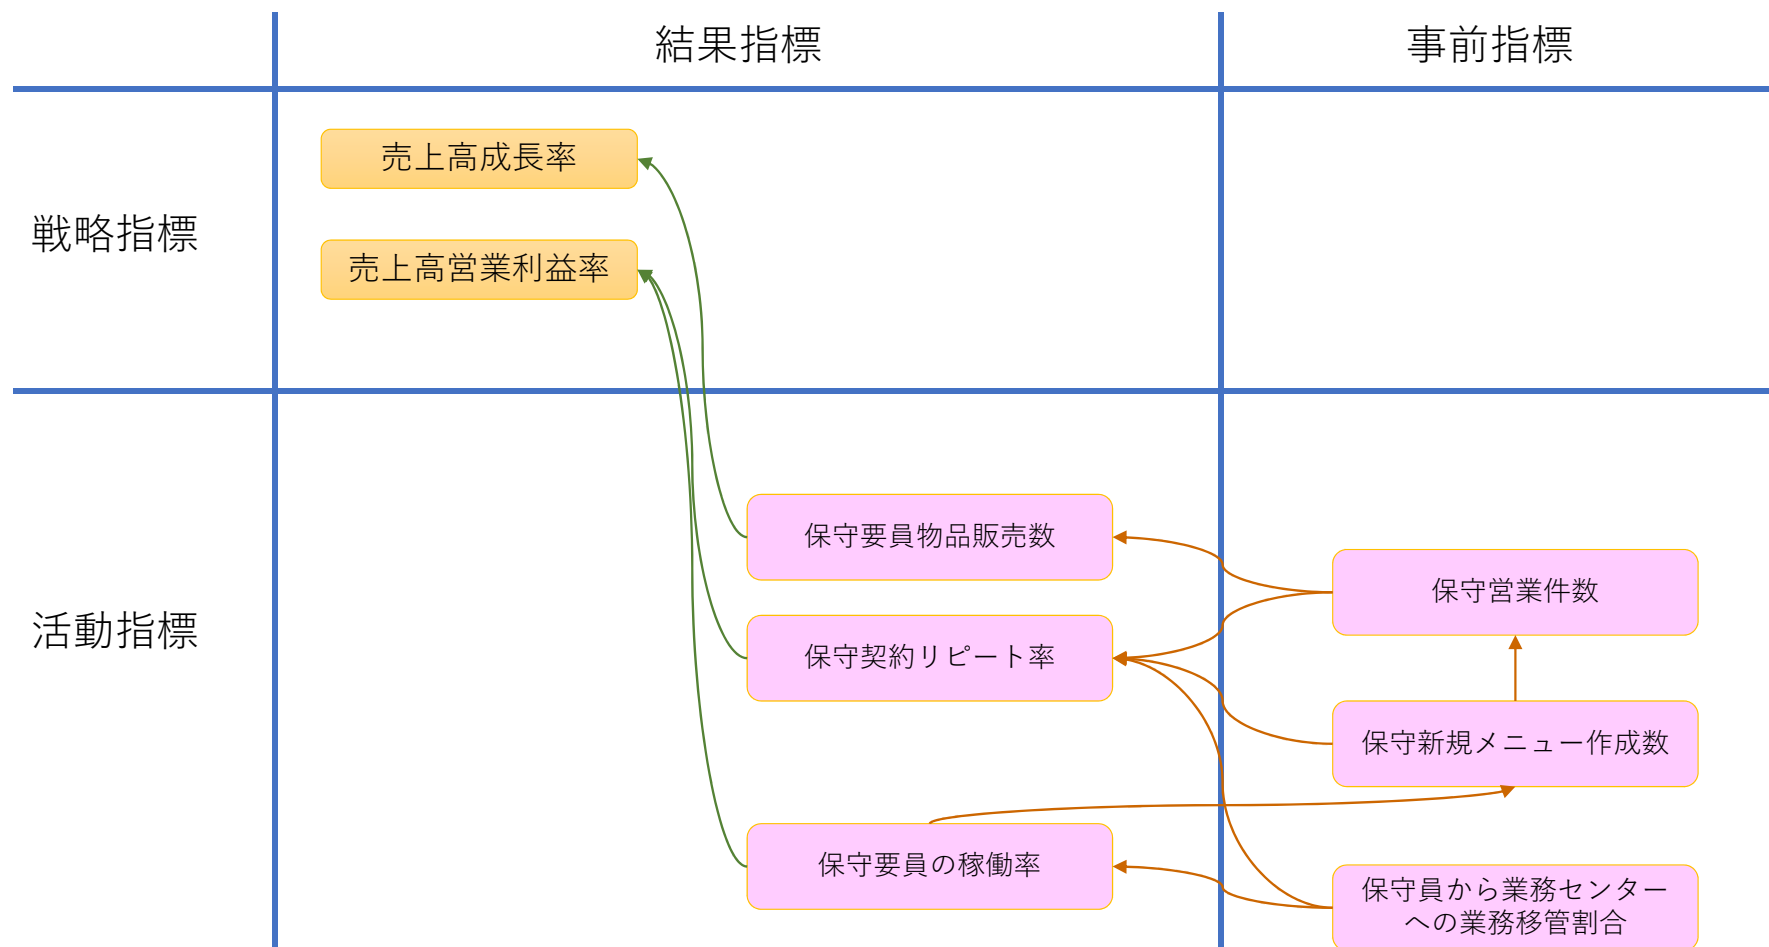 結果指標
事前指標
戦略指標
売上高成長率
売上高営業利益率
活動指標
保守要員物品販売数
保守契約リピート率
保守要員の稼働率
保守営業件数
保守新規メニュー作成数
保守員から業務センター
への業務移管割合